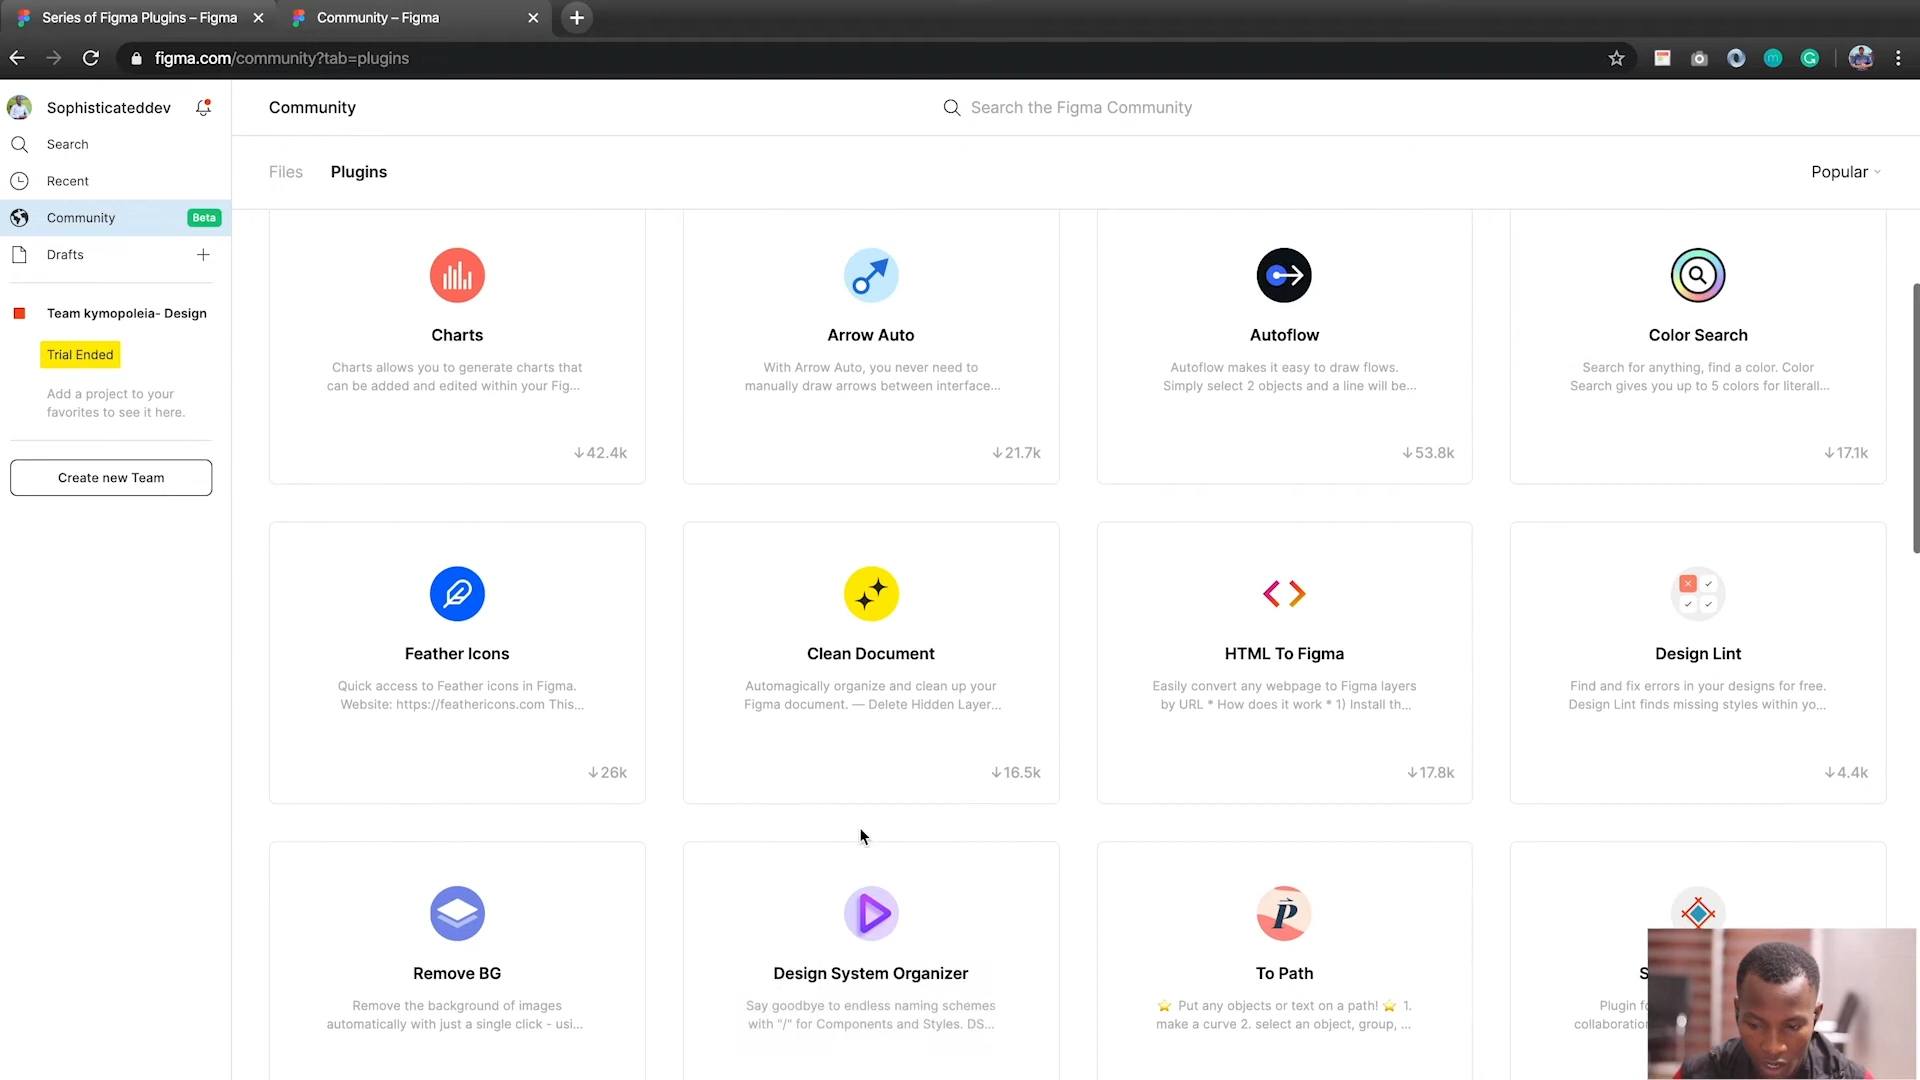 Series of Figma Plugins – Figma
Community – Figma
figma.com/community?tab=plugins
Sophisticateddev
Community
Search the Figma Community
Search
Recent
Files
Plugins
Popular
Community
Beta
Drafts
Team kymopoleia- Design
Trial Ended
Add a project to your
favorites to see it here.
Create new Team
Charts
Charts allows you to generate charts that
can be added and edited within your Fig...
42.4k
Arrow Auto
With Arrow Auto, you never need to
manually draw arrows between interface...
21.7k
Autoflow
Autoflow makes it easy to draw flows.
Simply select 2 objects and a line will be...
53.8k
Color Search
Search for anything, find a color. Color
Search gives you up to 5 colors for literall...
17.1k
Feather Icons
Quick access to Feather icons in Figma.
Website: https://feathericons.com This...
26k
Clean Document
Automagically organize and clean up your
Figma document. — Delete Hidden Layer...
16.5k
HTML To Figma
Easily convert any webpage to Figma layers
by URL * How does it work * 1) Install th...
17.8k
Design Lint
Find and fix errors in your designs for free.
Design Lint finds missing styles within yo...
4.4k
Remove BG
Remove the background of images
automatically with just a single click - usi...
Design System Organizer
Say goodbye to endless naming schemes
with "/" for Components and Styles. DS...
To Path
⭐ Put any objects or text on a path! ⭐ 1.
make a curve 2. select an object, group, ...
Plugin